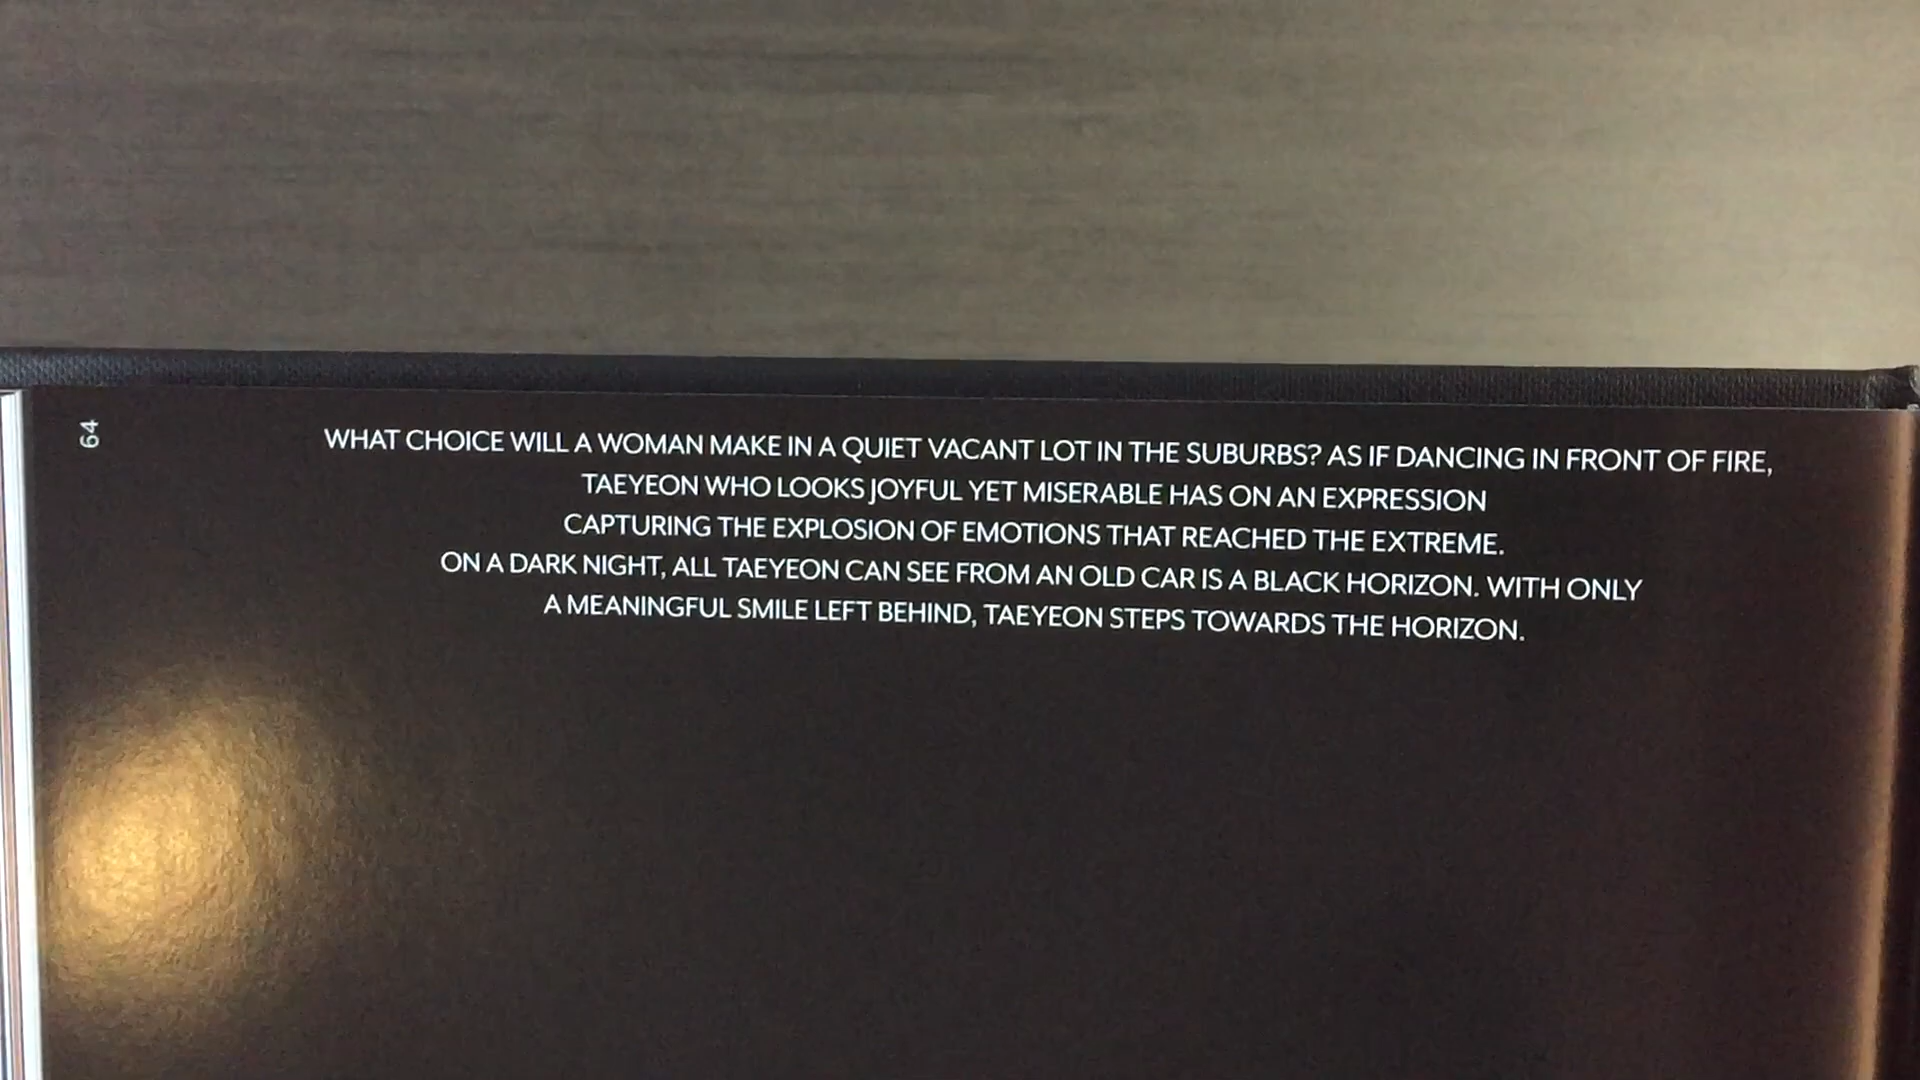 64
WHAT CHOICE WILL A WOMAN MAKE IN A QUIET VACANT LOT IN THE SUBURBS? AS IF DANCING IN FRONT OF FIRE,
TAEYEON WHO LOOKS JOYFUL YET MISERABLE HAS ON AN EXPRESSION
CAPTURING THE EXPLOSION OF EMOTIONS THAT REACHED THE EXTREME.
ON A DARK NIGHT, ALL TAEYEON CAN SEE FROM AN OLD CAR IS A BLACK HORIZON. WITH ONLY
A MEANINGFUL SMILE LEFT BEHIND, TAEYEON STEPS TOWARDS THE HORIZON.